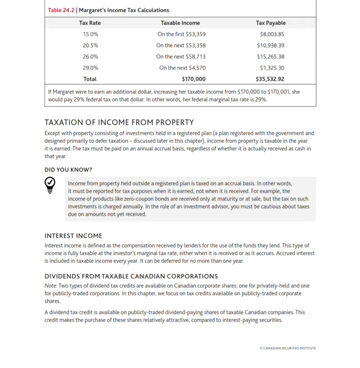 Table 24.2 | Margaret's Income Tax Calculations
Tax Rate Taxable Income Tax Payable
15.0% On the first $53,359 $8,003.85
20.5% On the next $53,358 $10,938.39
26.0% On the next $58,713 $15,265.38
29.0% On the next $4,570 $1,325.30
Total $170,000 $35,532.92
If Margaret were to earn an additional dollar, increasing her taxable income from $170,000 to $170,001, she
would pay 29% federal tax on that dollar. In other words, her federal marginal tax rate is 29%.
TAXATION OF INCOME FROM PROPERTY
Except with property consisting of investments held in a registered plan (a plan registered with the government and
designed primarily to defer taxation – discussed later in this chapter), income from property is taxable in the year
it is earned. The tax must be paid on an annual accrual basis, regardless of whether it is actually received as cash in
that year.
DID YOU KNOW?
Income from property held outside a registered plan is taxed on an accrual basis. In other words,
it must be reported for tax purposes when it is earned, not when it is received. For example, the
income of products like zero-coupon bonds are received only at maturity or at sale, but the tax on such
investments is charged annually. In the role of an investment advisor, you must be cautious about taxes
due on amounts not yet received.
INTEREST INCOME
Interest income is defined as the compensation received by lenders for the use of the funds they lend. This type of
income is fully taxable at the investor's marginal tax rate, either when it is received or as it accrues. Accrued interest
is included in taxable income every year. It can be deferred for no more than one year.
DIVIDENDS FROM TAXABLE CANADIAN CORPORATIONS
Note: Two types of dividend tax credits are available on Canadian corporate shares: one for privately-held and one
for publicly-traded corporations. In this chapter, we focus on tax credits available on publicly-traded corporate
shares.
A dividend tax credit is available on publicly-traded dividend-paying shares of taxable Canadian companies. This
credit makes the purchase of these shares relatively attractive, compared to interest-paying securities.
© CANADIAN SECURITIES INSTITUTE